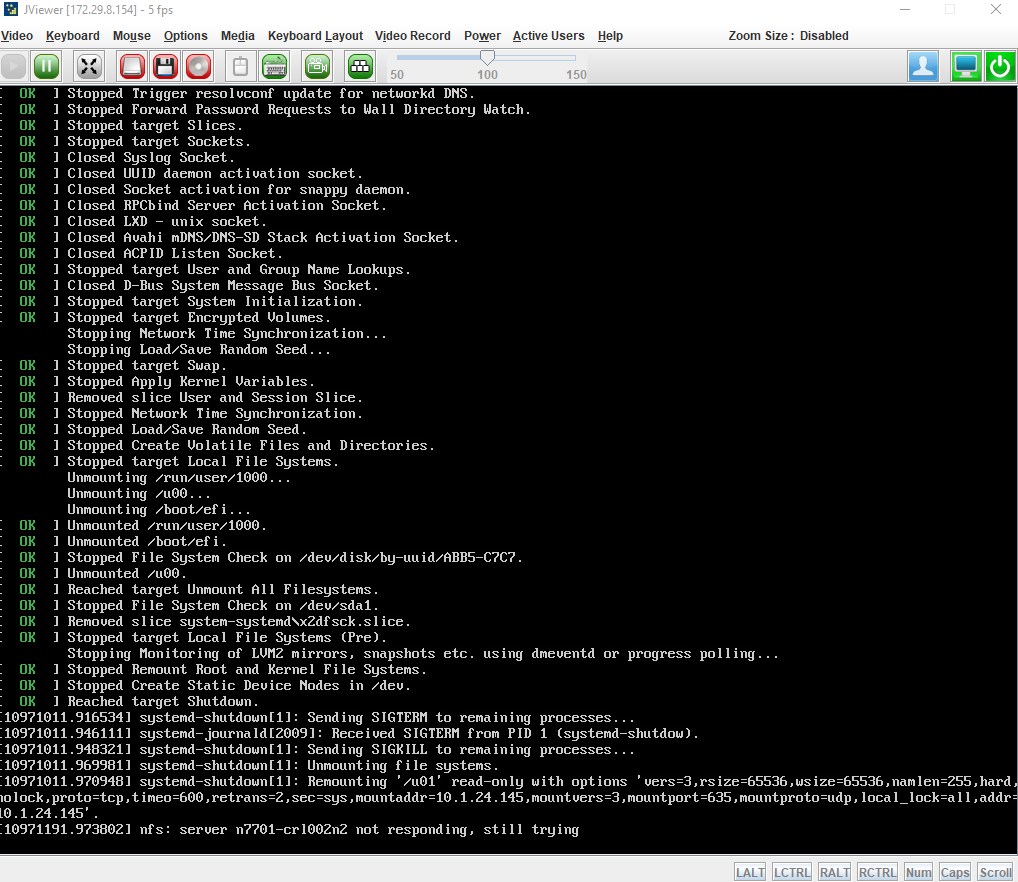 JViewer [172.29.8.154] - 5 fps
Video Keyboard Mouse Options Media Keyboard Layout Video Record Power Active Users Help Zoom Size : Disabled
50 100 150
[ OK ] Stopped Trigger resolvconf update for networkd DNS.
[ OK ] Stopped Forward Password Requests to Wall Directory Watch.
[ OK ] Stopped target Slices.
[ OK ] Stopped target Sockets.
[ OK ] Closed Syslog Socket.
[ OK ] Closed UUID daemon activation socket.
[ OK ] Closed Socket activation for snappy daemon.
[ OK ] Closed RPCbind Server Activation Socket.
[ OK ] Closed LXD - unix socket.
[ OK ] Closed Avahi mDNS/DNS-SD Stack Activation Socket.
[ OK ] Closed ACPID Listen Socket.
[ OK ] Stopped target User and Group Name Lookups.
[ OK ] Closed D-Bus System Message Bus Socket.
[ OK ] Stopped target System Initialization.
[ OK ] Stopped target Encrypted Volumes.
Stopping Network Time Synchronization...
Stopping Load/Save Random Seed...
[ OK ] Stopped target Swap.
[ OK ] Stopped Apply Kernel Variables.
[ OK ] Removed slice User and Session Slice.
[ OK ] Stopped Network Time Synchronization.
[ OK ] Stopped Load/Save Random Seed.
[ OK ] Stopped Create Volatile Files and Directories.
[ OK ] Stopped target Local File Systems.
Unmounting /run/user/1000...
Unmounting /u00...
Unmounting /boot/efi...
[ OK ] Unmounted /run/user/1000.
[ OK ] Unmounted /boot/efi.
[ OK ] Stopped File System Check on /dev/disk/by-uuid/ABB5-C7C7.
[ OK ] Unmounted /u00.
[ OK ] Reached target Unmount All Filesystems.
[ OK ] Stopped File System Check on /dev/sda1.
[ OK ] Removed slice system-systemd\x2dfsck.slice.
[ OK ] Stopped target Local File Systems (Pre).
Stopping Monitoring of LVM2 mirrors, snapshots etc. using dmeventd or progress polling...
[ OK ] Stopped Remount Root and Kernel File Systems.
[ OK ] Stopped Create Static Device Nodes in /dev.
[ OK ] Reached target Shutdown.
[10971011.916534] systemd-shutdown[1]: Sending SIGTERM to remaining processes...
[10971011.946111] systemd-journald[2009]: Received SIGTERM from PID 1 (systemd-shutdow).
[10971011.948321] systemd-shutdown[1]: Sending SIGKILL to remaining processes...
[10971011.969981] systemd-shutdown[1]: Unmounting file systems.
[10971011.970948] systemd-shutdown[1]: Remounting '/u01' read-only with options 'vers=3,rsize=65536,wsize=65536,namlen=255,hard,
nolock,proto=tcp,timeo=600,retrans=2,sec=sys,mountaddr=10.1.24.145,mountvers=3,mountport=635,mountproto=udp,local_lock=all,addr=
10.1.24.145'.
[10971191.973802] nfs: server n7701-crl002n2 not responding, still trying
LALT LCTRL RALT RCTRL Num Caps Scroll